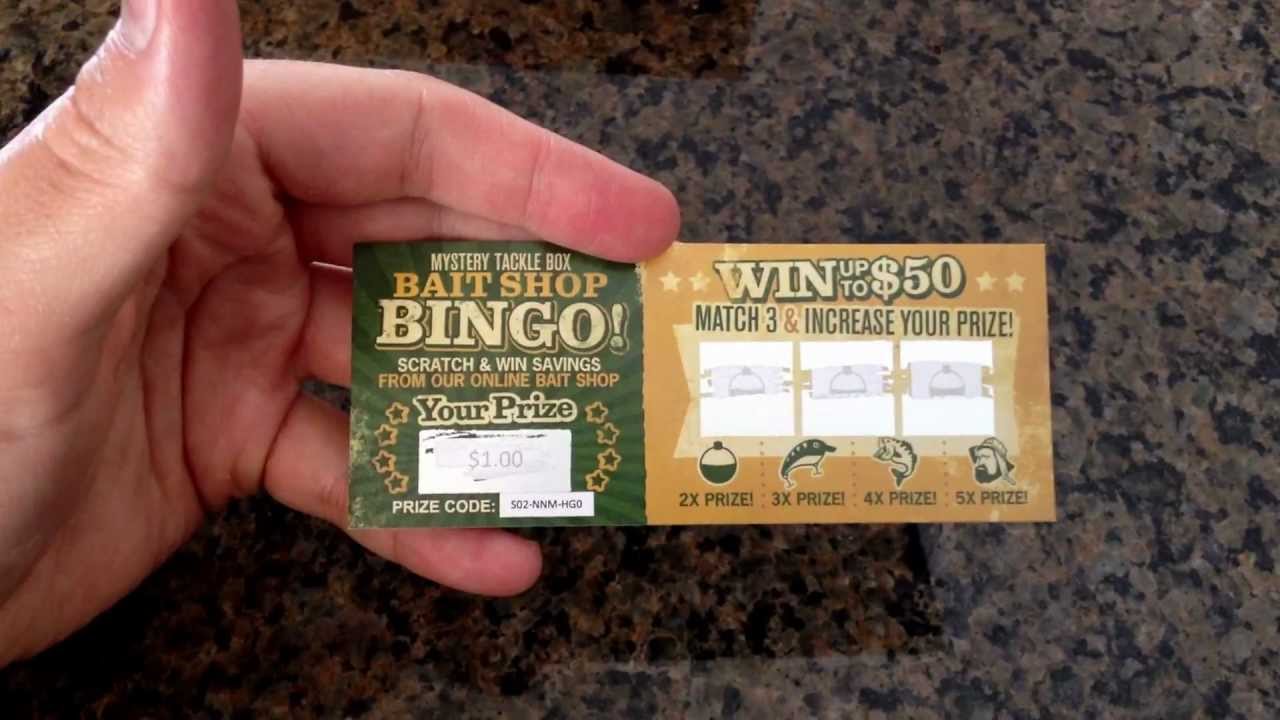 MYSTERY TACKLE BOX
BAIT SHOP
BINGO!
SCRATCH & WIN SAVINGS
FROM OUR ONLINE BAIT SHOP
Your Prize
$1.00
PRIZE CODE: S02-NNM-HG0
WIN UP TO $50
MATCH 3 & INCREASE YOUR PRIZE!
2X PRIZE! 3X PRIZE! 4X PRIZE! 5X PRIZE!